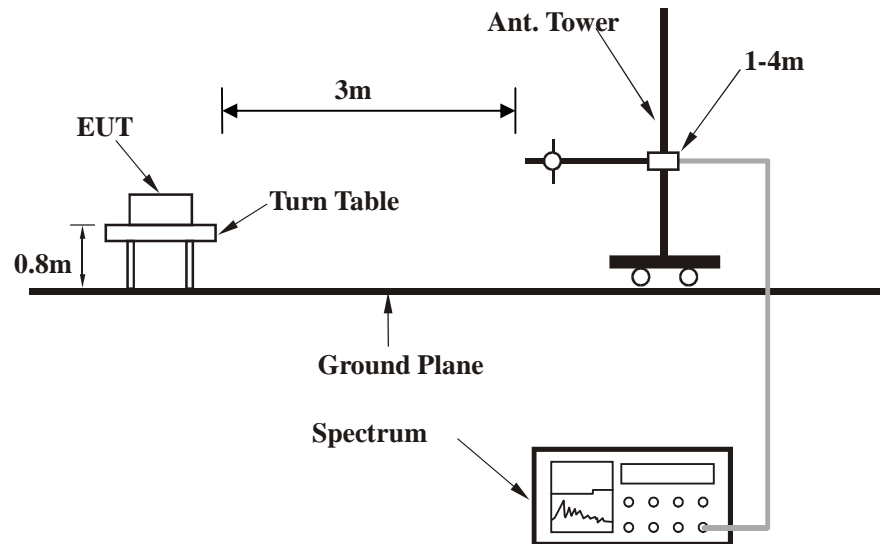 Ant. Tower
1-4m
3m
EUT
Turn Table
0.8m
Ground Plane
Spectrum